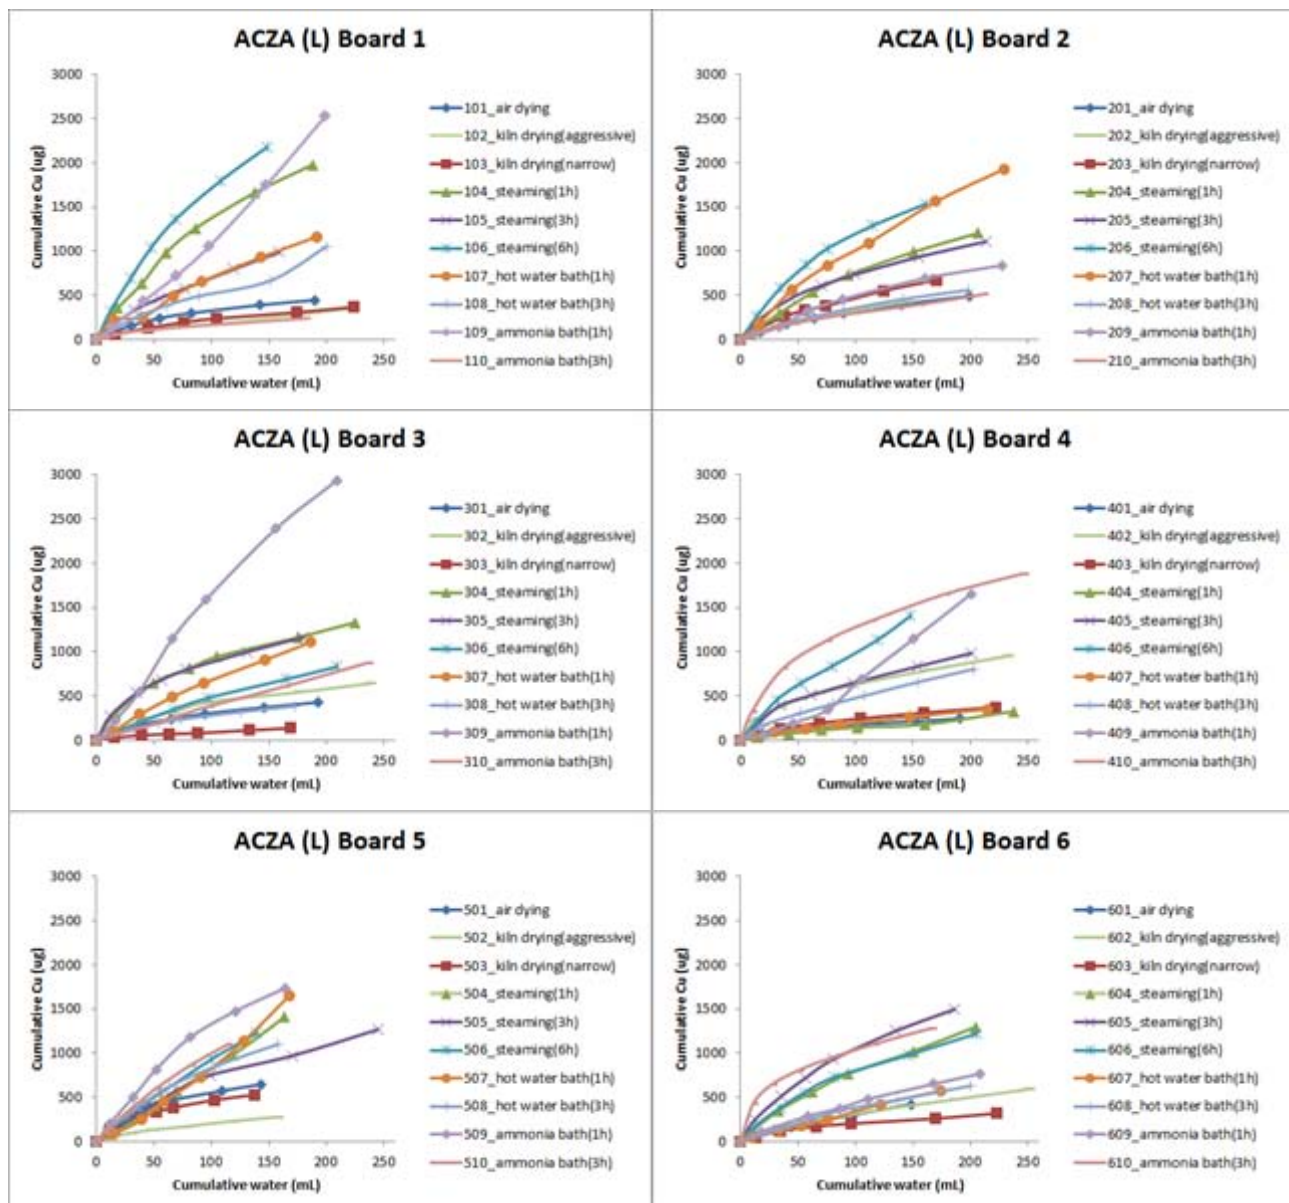 ACZA (L) Board 1
3000
2500
2000
1500
1000
500
0
Cumulative Cu (ug)
0 50 100 150 200 250
Cumulative water (mL)
101_air dying
102_kiln drying(aggressive)
103_kiln drying(narrow)
104_steaming(1h)
105_steaming(3h)
106_steaming(6h)
107_hot water bath(1h)
108_hot water bath(3h)
109_ammonia bath(1h)
110_ammonia bath(3h)
ACZA (L) Board 2
3000
2500
2000
1500
1000
500
0
Cumulative Cu (ug)
0 50 100 150 200 250
Cumulative water (mL)
201_air dying
202_kiln drying(aggressive)
203_kiln drying(narrow)
204_steaming(1h)
205_steaming(3h)
206_steaming(6h)
207_hot water bath(1h)
208_hot water bath(3h)
209_ammonia bath(1h)
210_ammonia bath(3h)
ACZA (L) Board 3
3000
2500
2000
1500
1000
500
0
Cumulative Cu (ug)
0 50 100 150 200 250
Cumulative water (mL)
301_air dying
302_kiln drying(aggressive)
303_kiln drying(narrow)
304_steaming(1h)
305_steaming(3h)
306_steaming(6h)
307_hot water bath(1h)
308_hot water bath(3h)
309_ammonia bath(1h)
310_ammonia bath(3h)
ACZA (L) Board 4
3000
2500
2000
1500
1000
500
0
Cumulative Cu (ug)
0 50 100 150 200 250
Cumulative water (mL)
401_air dying
402_kiln drying(aggressive)
403_kiln drying(narrow)
404_steaming(1h)
405_steaming(3h)
406_steaming(6h)
407_hot water bath(1h)
408_hot water bath(3h)
409_ammonia bath(1h)
410_ammonia bath(3h)
ACZA (L) Board 5
3000
2500
2000
1500
1000
500
0
Cumulative Cu (ug)
0 50 100 150 200 250
Cumulative water (mL)
501_air dying
502_kiln drying(aggressive)
503_kiln drying(narrow)
504_steaming(1h)
505_steaming(3h)
506_steaming(6h)
507_hot water bath(1h)
508_hot water bath(3h)
509_ammonia bath(1h)
510_ammonia bath(3h)
ACZA (L) Board 6
3000
2500
2000
1500
1000
500
0
Cumulative Cu (ug)
0 50 100 150 200 250
Cumulative water (mL)
601_air dying
602_kiln drying(aggressive)
603_kiln drying(narrow)
604_steaming(1h)
605_steaming(3h)
606_steaming(6h)
607_hot water bath(1h)
608_hot water bath(3h)
609_ammonia bath(1h)
610_ammonia bath(3h)